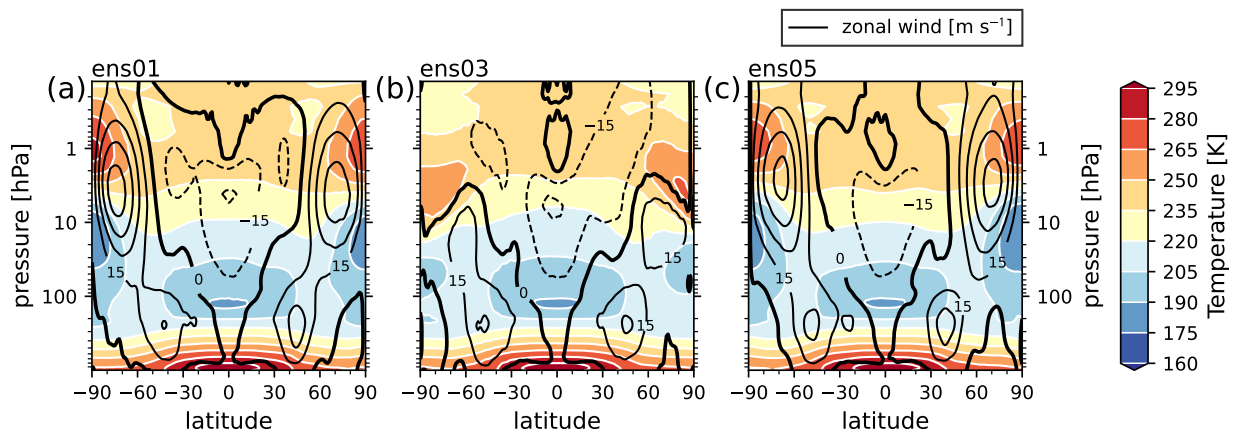 zonal wind [m s⁻¹]
(a) ens01
(b) ens03
(c) ens05
pressure [hPa]
1
10
100
15
15
0
−15
−90 −60 −30 0 30 60 90
latitude
15
15
0
−15
−15
−90 −60 −30 0 30 60 90
latitude
15
15
15
0
−15
−90 −60 −30 0 30 60 90
latitude
1
10
100
pressure [hPa]
295
280
265
250
235
220
205
190
175
160
Temperature [K]